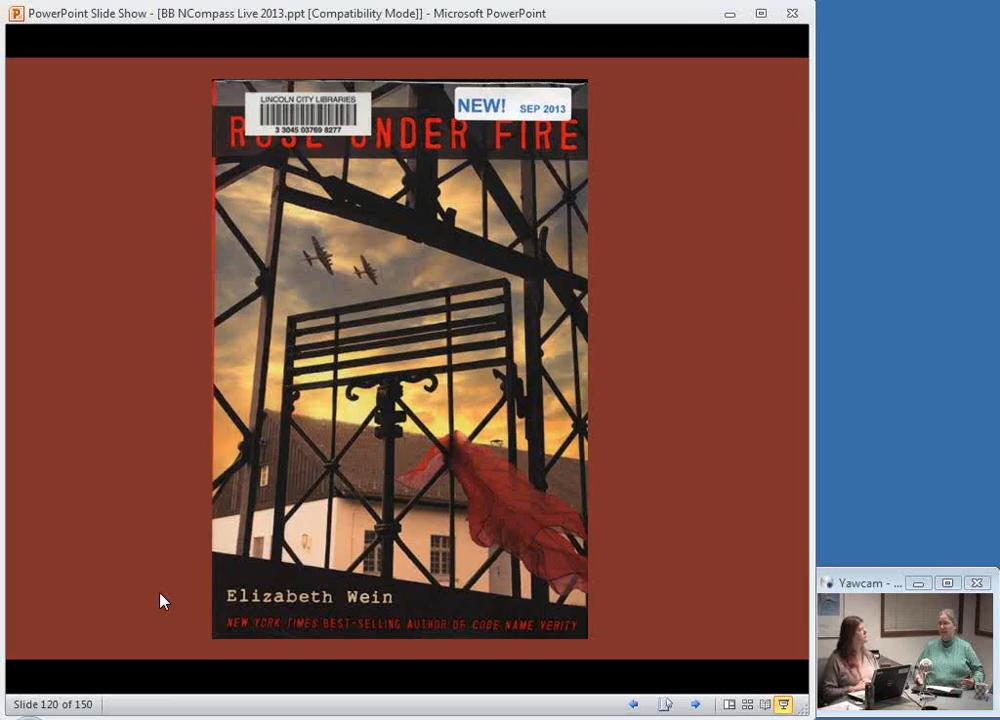 PowerPoint Slide Show - [BB NCompass Live 2013.ppt [Compatibility Mode]] - Microsoft PowerPoint
LINCOLN CITY LIBRARIES
3 3045 03769 8277
NEW! SEP 2013
ROSE UNDER FIRE
Elizabeth Wein
NEW YORK TIMES BEST-SELLING AUTHOR OF CODE NAME VERITY
Yawcam - ...
Slide 120 of 150